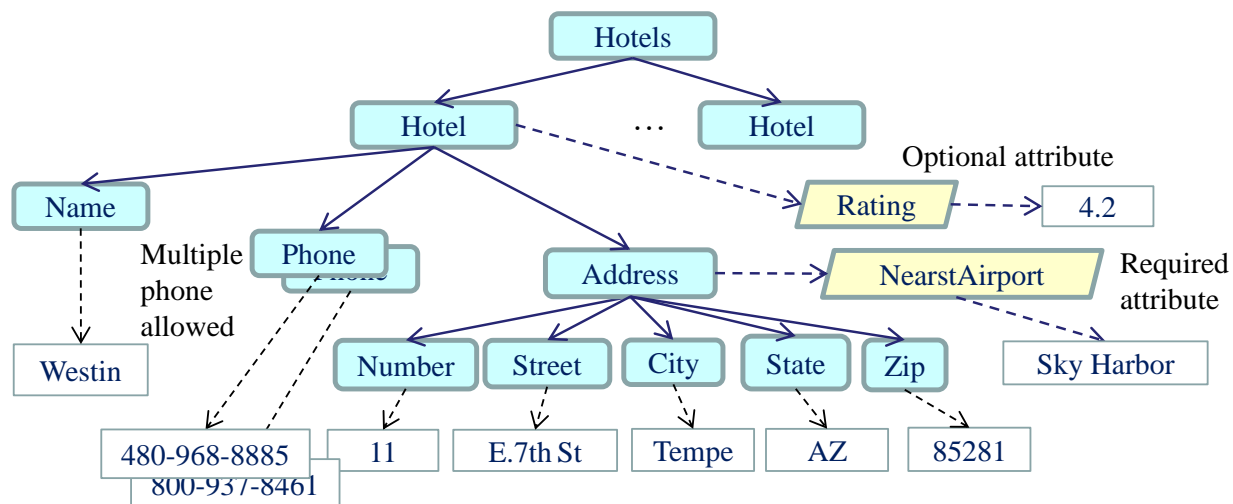 Hotels
Hotel
…
Hotel
Optional attribute
Name
Rating
4.2
Multiple
phone
allowed
Phone
Phone
Address
NearstAirport
Required
attribute
Westin
Number
Street
City
State
Zip
Sky Harbor
480-968-8885
800-937-8461
11
E.7th St
Tempe
AZ
85281